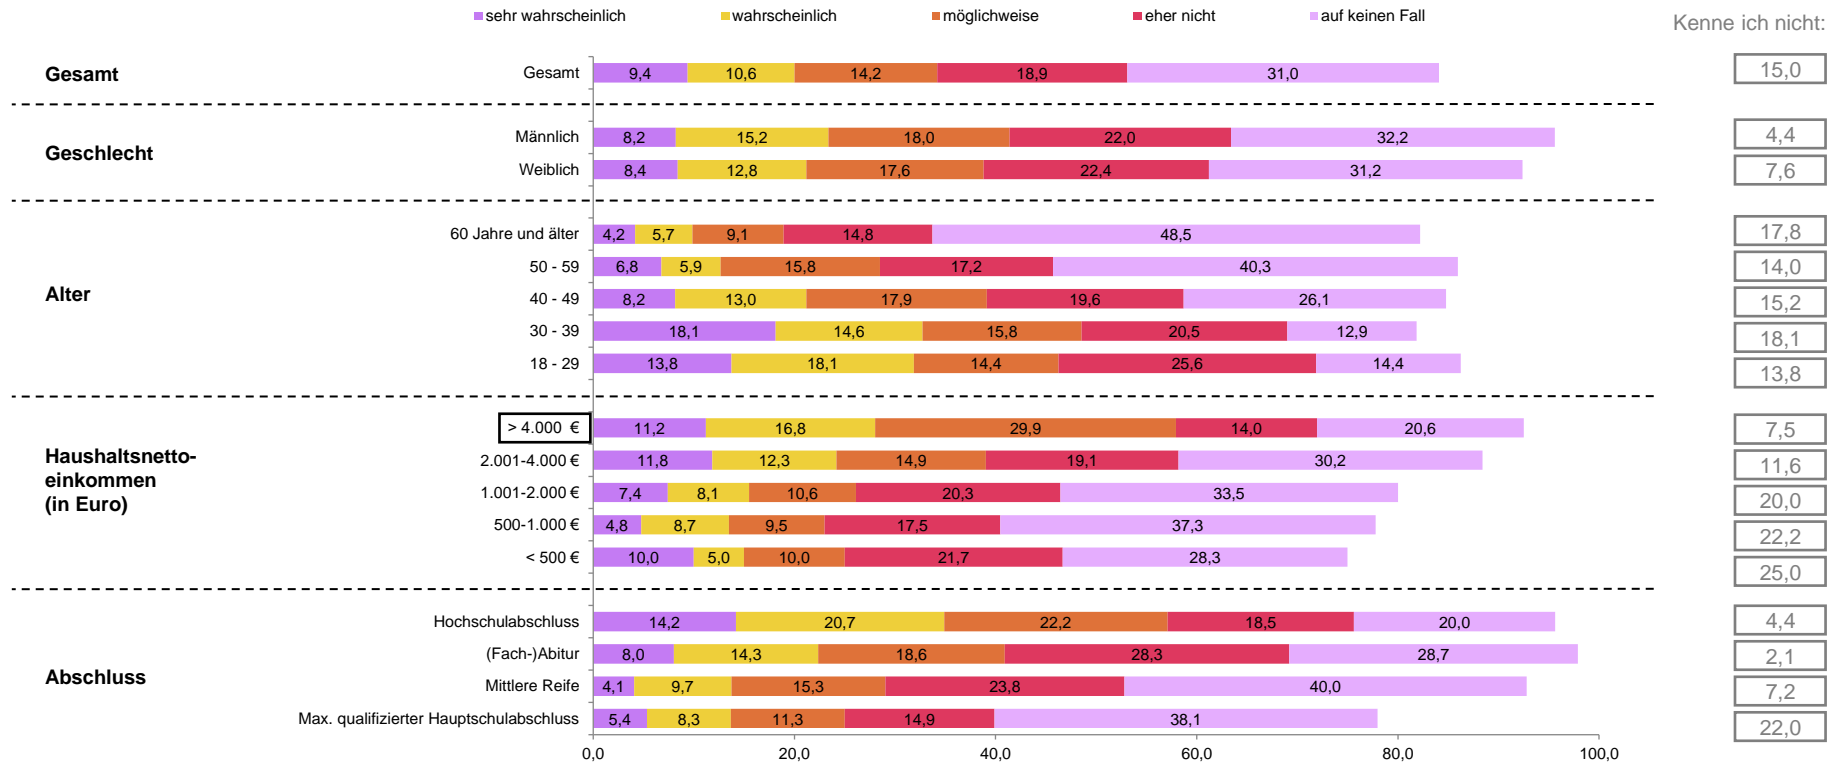 sehr wahrscheinlich wahrscheinlich möglichweise eher nicht auf keinen Fall
Kenne ich nicht:
Gesamt Gesamt 9,4 10,6 14,2 18,9 31,0 15,0
Geschlecht
Männlich 8,2 15,2 18,0 22,0 32,2 4,4
Weiblich 8,4 12,8 17,6 22,4 31,2 7,6
Alter
60 Jahre und älter 4,2 5,7 9,1 14,8 48,5 17,8
50 - 59 6,8 5,9 15,8 17,2 40,3 14,0
40 - 49 8,2 13,0 17,9 19,6 26,1 15,2
30 - 39 18,1 14,6 15,8 20,5 12,9 18,1
18 - 29 13,8 18,1 14,4 25,6 14,4 13,8
Haushaltsnetto-
einkommen
(in Euro)
> 4.000 € 11,2 16,8 29,9 14,0 20,6 7,5
2.001-4.000 € 11,8 12,3 14,9 19,1 30,2 11,6
1.001-2.000 € 7,4 8,1 10,6 20,3 33,5 20,0
500-1.000 € 4,8 8,7 9,5 17,5 37,3 22,2
< 500 € 10,0 5,0 10,0 21,7 28,3 25,0
Abschluss
Hochschulabschluss 14,2 20,7 22,2 18,5 20,0 4,4
(Fach-)Abitur 8,0 14,3 18,6 28,3 28,7 2,1
Mittlere Reife 4,1 9,7 15,3 23,8 40,0 7,2
Max. qualifizierter Hauptschulabschluss 5,4 8,3 11,3 14,9 38,1 22,0
0,0 20,0 40,0 60,0 80,0 100,0